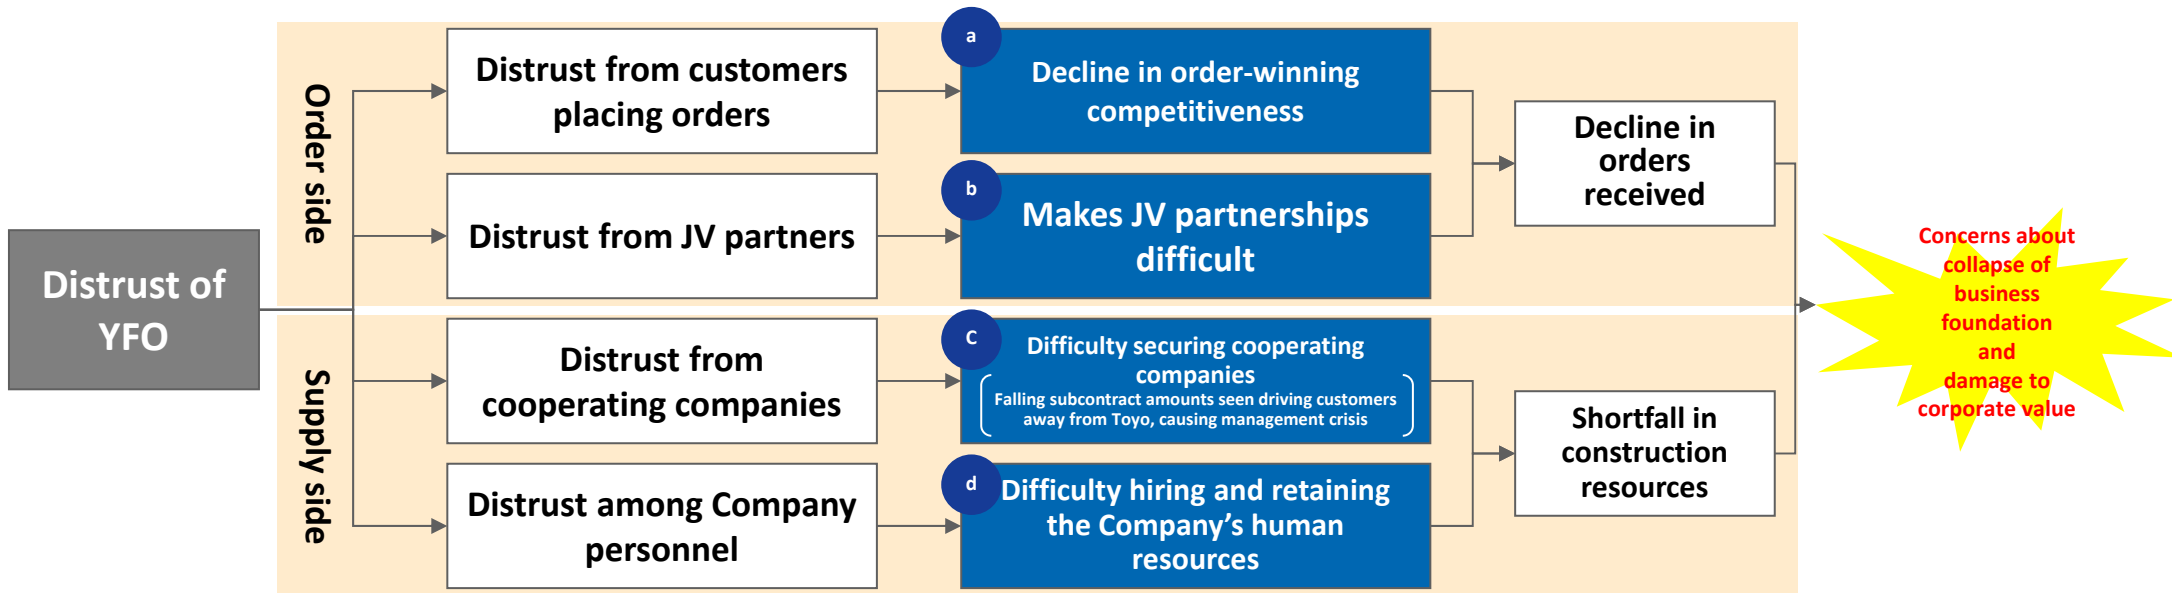 Distrust of
YFO
Order side
Distrust from customers
placing orders
a
Decline in order-winning
competitiveness
Distrust from JV partners
b
Makes JV partnerships
difficult
Decline in
orders
received
Supply side
Distrust from
cooperating companies
C
Difficulty securing cooperating
companies
Falling subcontract amounts seen driving customers
away from Toyo, causing management crisis
Distrust among Company
personnel
d
Difficulty hiring and retaining
the Company’s human
resources
Shortfall in
construction
resources
Concerns about
collapse of
business
foundation
and
damage to
corporate value